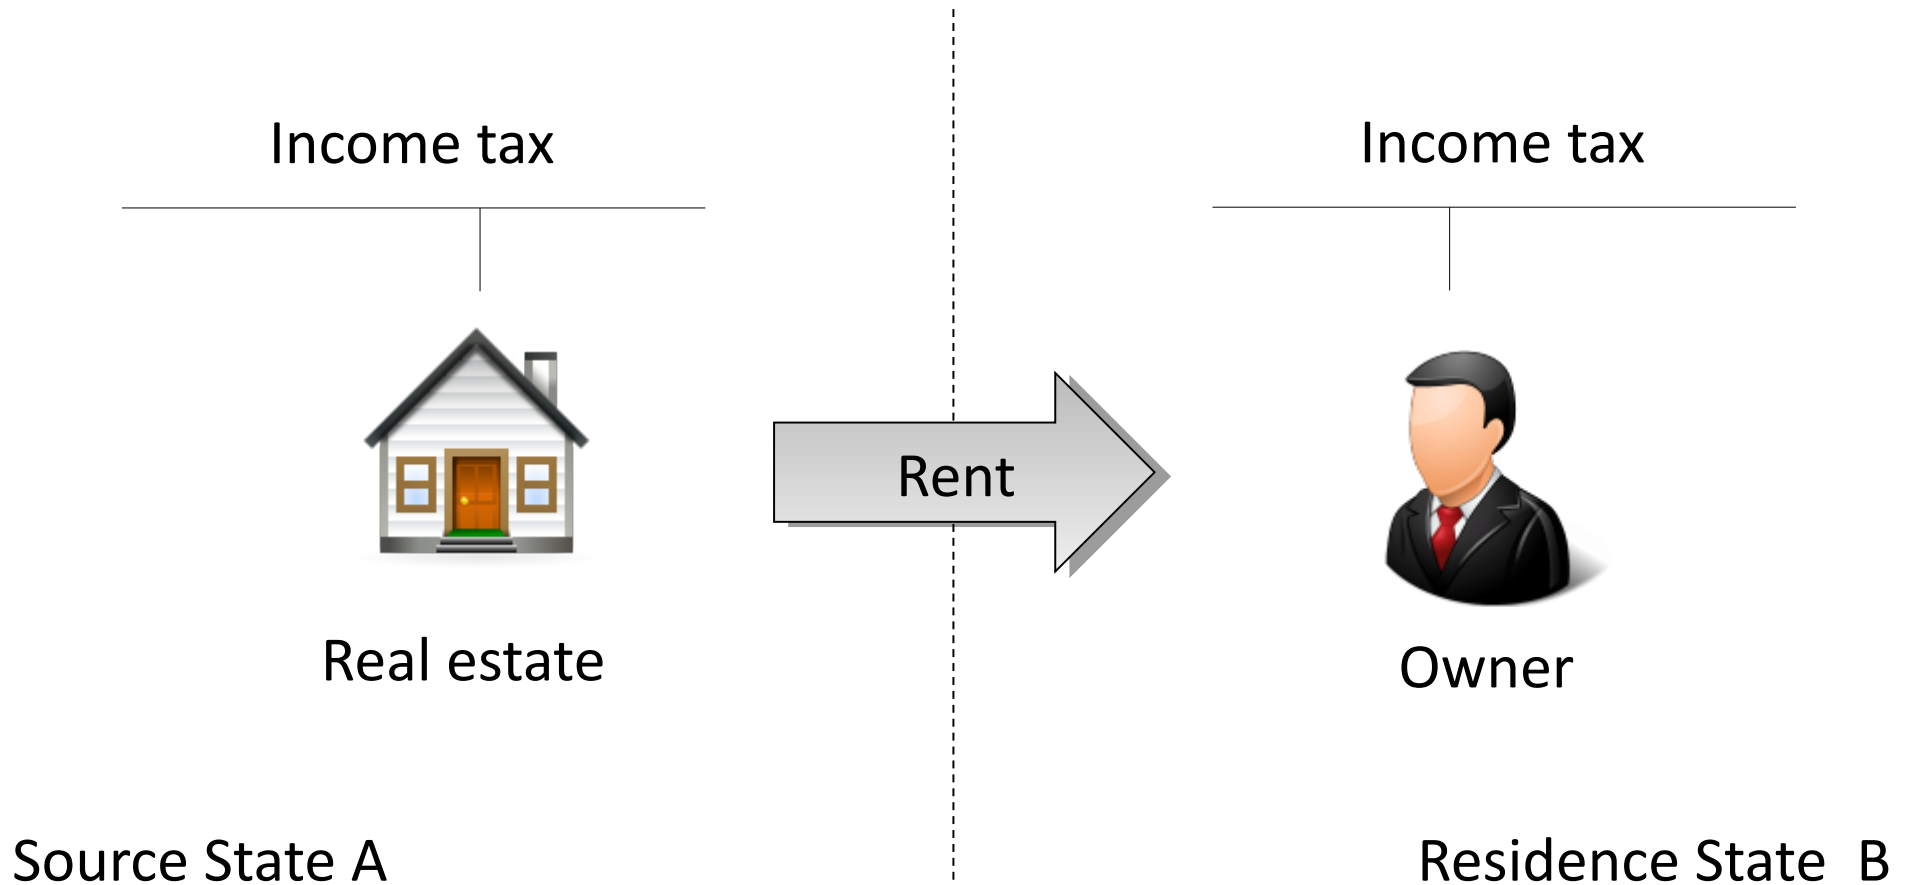 Income tax
Income tax
Rent
Real estate
Owner
Source State A
Residence State  B